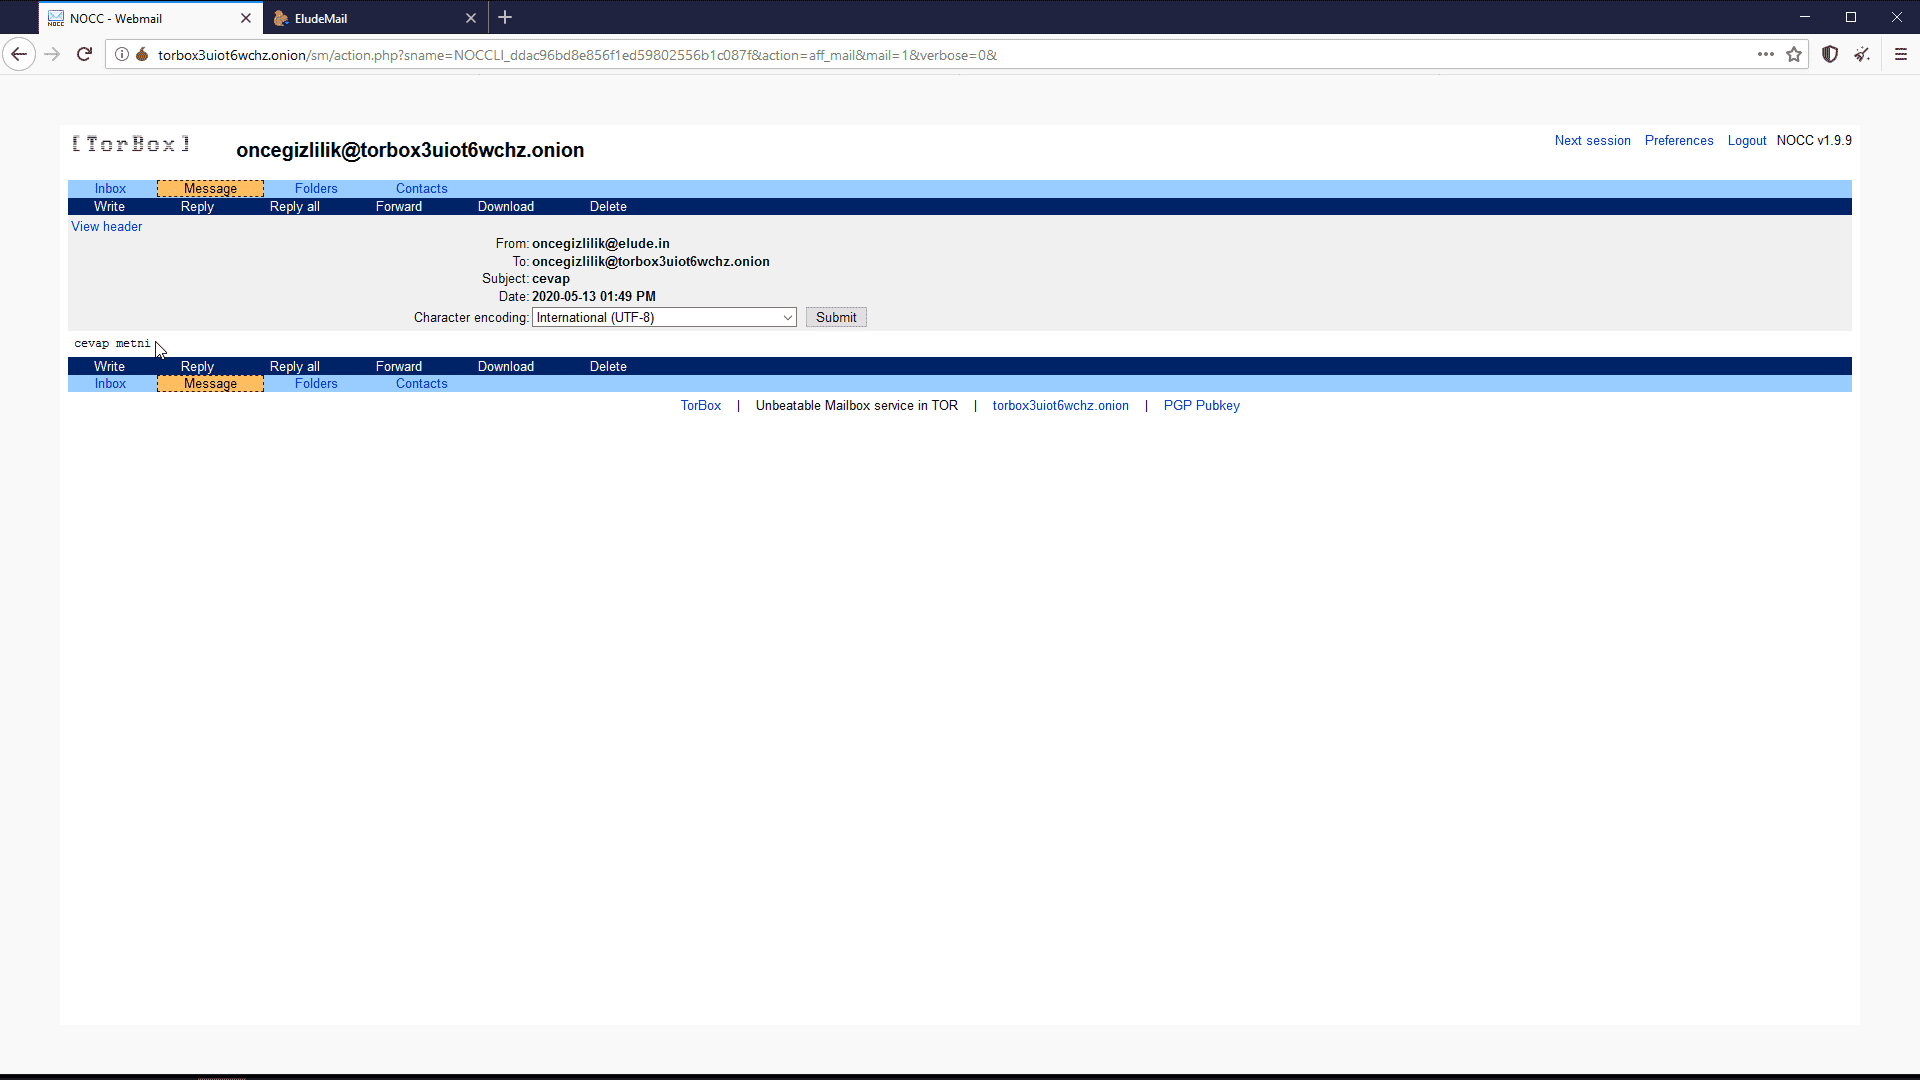 NOCC - Webmail
EludeMail
torbox3uiot6wchz.onion/sm/action.php?sname=NOCCLI_ddac96bd8e856f1ed59802556b1c087f&action=aff_mail&mail=1&verbose=0&
[TorBox]
oncegizlilik@torbox3uiot6wchz.onion
Next session Preferences Logout NOCC v1.9.9
Inbox Message Folders Contacts
Write Reply Reply all Forward Download Delete
View header
From: oncegizlilik@elude.in
To: oncegizlilik@torbox3uiot6wchz.onion
Subject: cevap
Date: 2020-05-13 01:49 PM
Character encoding: International (UTF-8) Submit
cevap metni
Write Reply Reply all Forward Download Delete
Inbox Message Folders Contacts
TorBox | Unbeatable Mailbox service in TOR | torbox3uiot6wchz.onion | PGP Pubkey